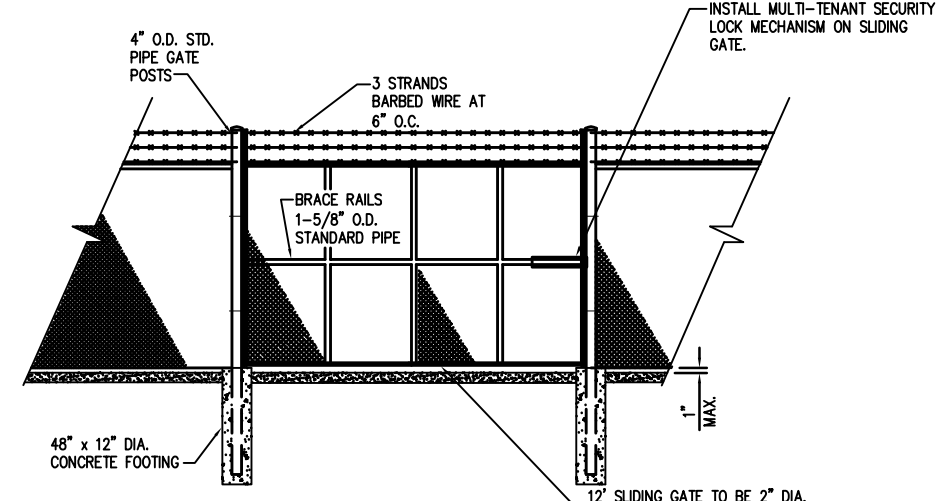 INSTALL MULTI-TENANT SECURITY
LOCK MECHANISM ON SLIDING
GATE.
4" O.D. STD.
PIPE GATE
POSTS
3 STRANDS
BARBED WIRE AT
6" O.C.
BRACE RAILS
1-5/8" O.D.
STANDARD PIPE
1"
MAX.
48" x 12" DIA.
CONCRETE FOOTING
12' SLIDING GATE TO BE 2" DIA.